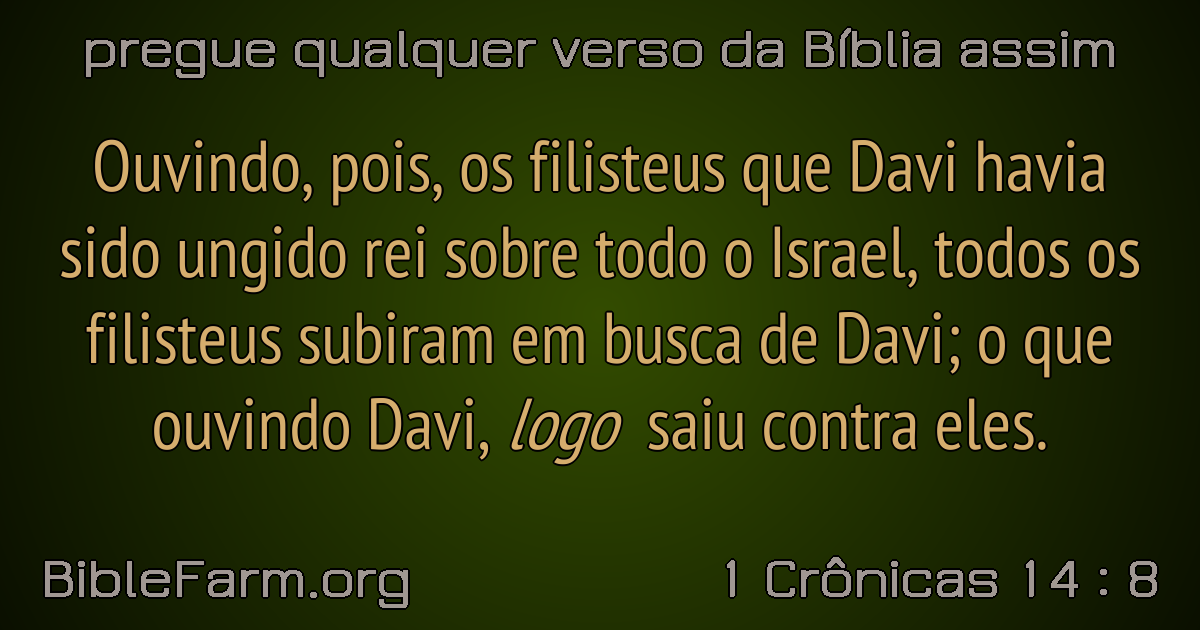 pregue qualquer verso da Bíblia assim
Ouvindo, pois, os filisteus que Davi havia
sido ungido rei sobre todo o Israel, todos os
filisteus subiram em busca de Davi; o que
ouvindo Davi, logo saiu contra eles.
BibleFarm.org
1 Crônicas 14 : 8